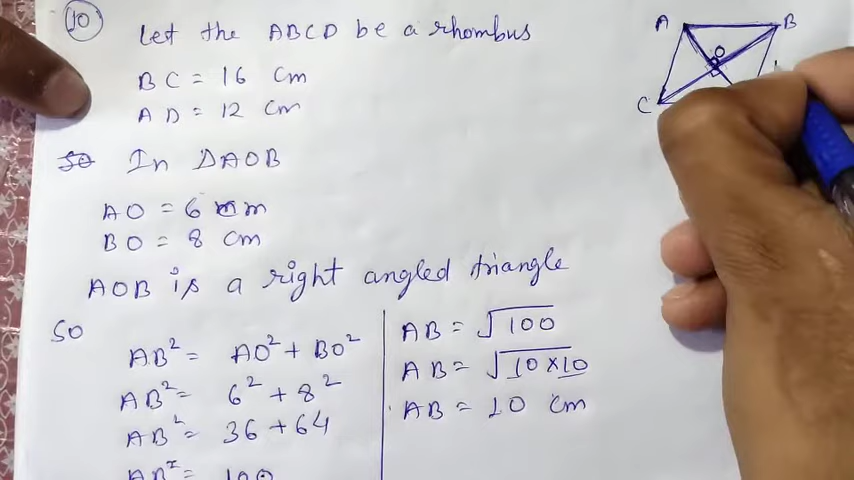 10 Let the ABCD be a rhombus
BC = 16 Cm
AD = 12 Cm
So In ΔAOB
AO = 6 m
BO = 8 Cm
AOB is a right angled triangle
So
AB² = AO² + BO²
AB² = 6² + 8²
AB² = 36 + 64
AB² = 100
AB = √100
AB = √10×10
AB = 10 Cm
A B
O
C